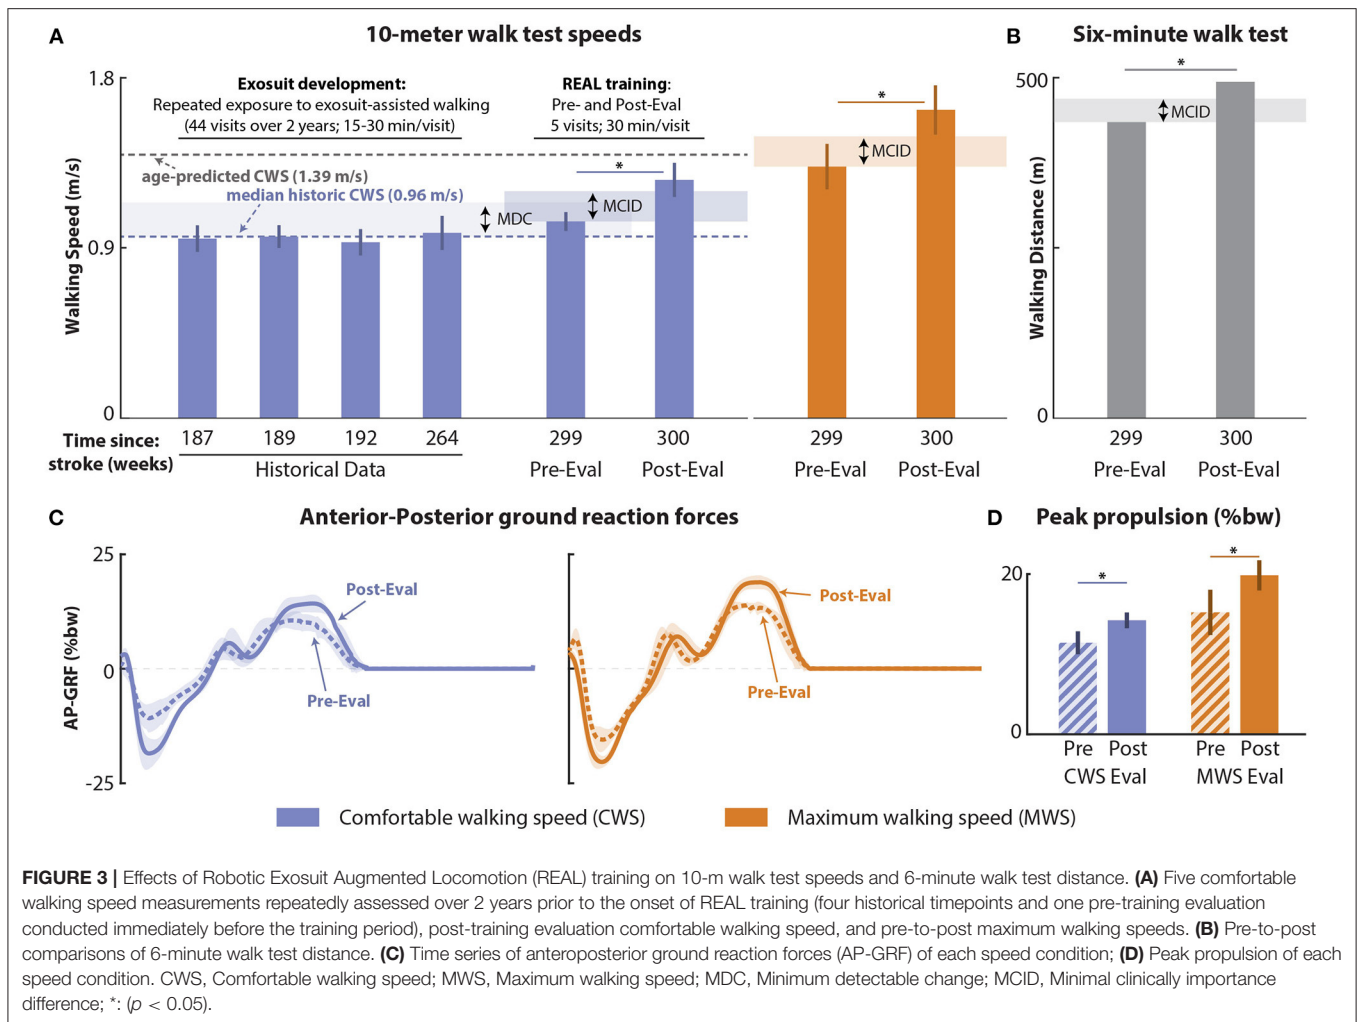 A
10-meter walk test speeds
Exosuit development:
Repeated exposure to exosuit-assisted walking
(44 visits over 2 years; 15-30 min/visit)
REAL training:
Pre- and Post-Eval
5 visits; 30 min/visit
1.8
0.9
0
Walking Speed (m/s)
age-predicted CWS (1.39 m/s)
median historic CWS (0.96 m/s)
MDC
MCID
*
MCID
*
Time since:
stroke (weeks)
187 189 192 264 299 300 299 300
Historical Data Pre-Eval Post-Eval Pre-Eval Post-Eval
B
Six-minute walk test
*
500
MCID
Walking Distance (m)
0
299 300
Pre-Eval Post-Eval
C
Anterior-Posterior ground reaction forces
25
0
-25
AP-GRF (%bw)
Post-Eval
Pre-Eval
Post-Eval
Pre-Eval
D
Peak propulsion (%bw)
20
0
*
*
Pre Post Pre Post
CWS Eval MWS Eval
Comfortable walking speed (CWS) Maximum walking speed (MWS)
FIGURE 3 | Effects of Robotic Exosuit Augmented Locomotion (REAL) training on 10-m walk test speeds and 6-minute walk test distance. (A) Five comfortable
walking speed measurements repeatedly assessed over 2 years prior to the onset of REAL training (four historical timepoints and one pre-training evaluation
conducted immediately before the training period), post-training evaluation comfortable walking speed, and pre-to-post maximum walking speeds. (B) Pre-to-post
comparisons of 6-minute walk test distance. (C) Time series of anteroposterior ground reaction forces (AP-GRF) of each speed condition; (D) Peak propulsion of each
speed condition. CWS, Comfortable walking speed; MWS, Maximum walking speed; MDC, Minimum detectable change; MCID, Minimal clinically importance
difference; *: (p < 0.05).